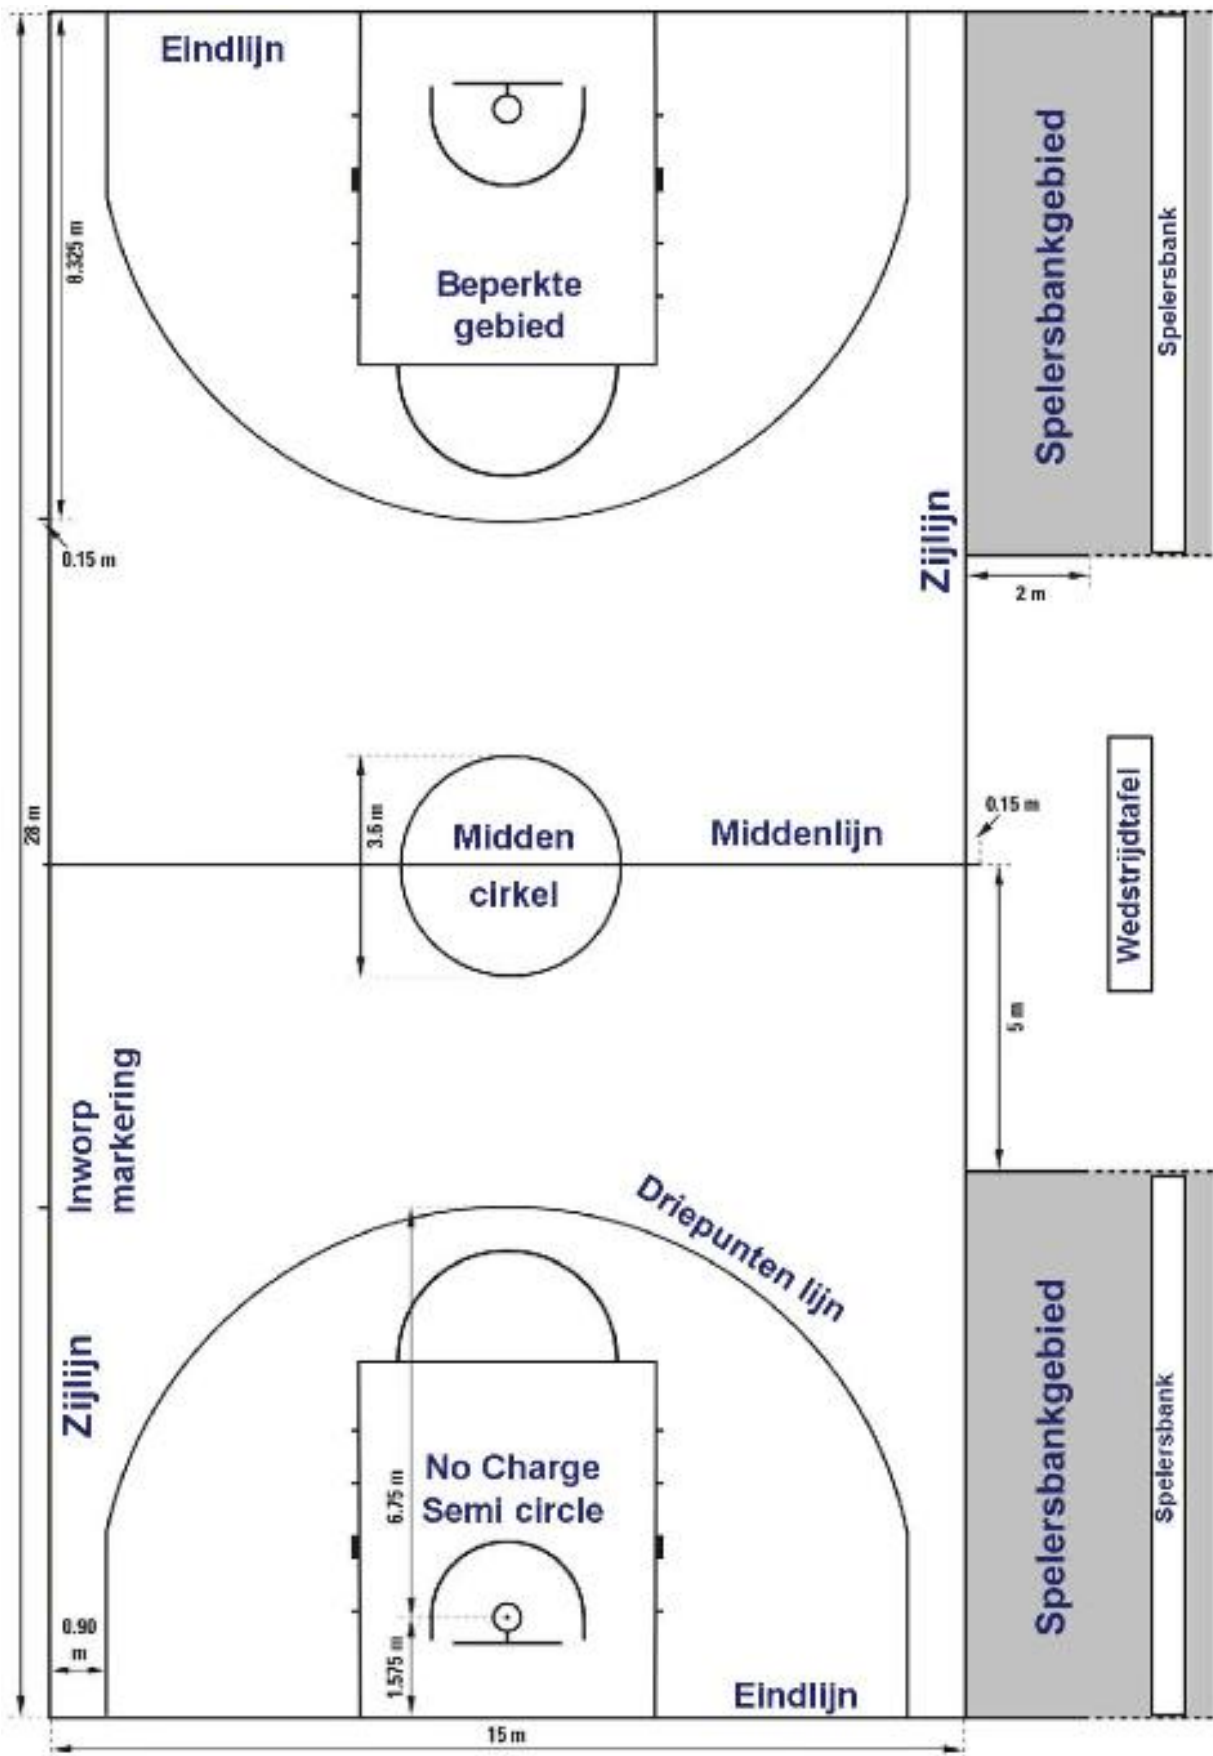 Eindlijn
8.325 m
Beperkte
gebied
Spelersbankgebied
Spelersbank
Zijlijn
0.15 m
2 m
28 m
3.6 m
Midden
cirkel
Middenlijn
0.15 m
Wedstrijdtafel
5 m
Inworp
markering
Driepunten lijn
Zijlijn
6.75 m
No Charge
Semi circle
Spelersbankgebied
Spelersbank
0.90
m
1.575 m
Eindlijn
15 m